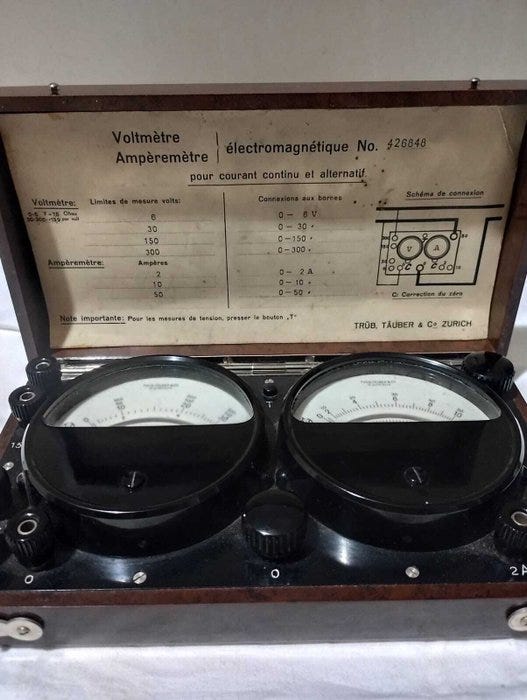 Voltmètre
Ampèremètre
électromagnétique No. 426848
pour courant continu et alternatif
Voltmètre: Limites de mesure volts: Connexions aux bornes
6 0 – 6 V
30 0 – 30 "
150 0 – 150 "
300 0 – 300 "
Ampèremètre: Ampères
2 0 – 2 A
10 0 – 10 "
50 0 – 50 "
Note importante: Pour les mesures de tension, presser le bouton „T"
Schéma de connexion
V A
C C
C: Correction du zéro
TRÜB, TÄUBER & Co. ZURICH
T
0
0
2A